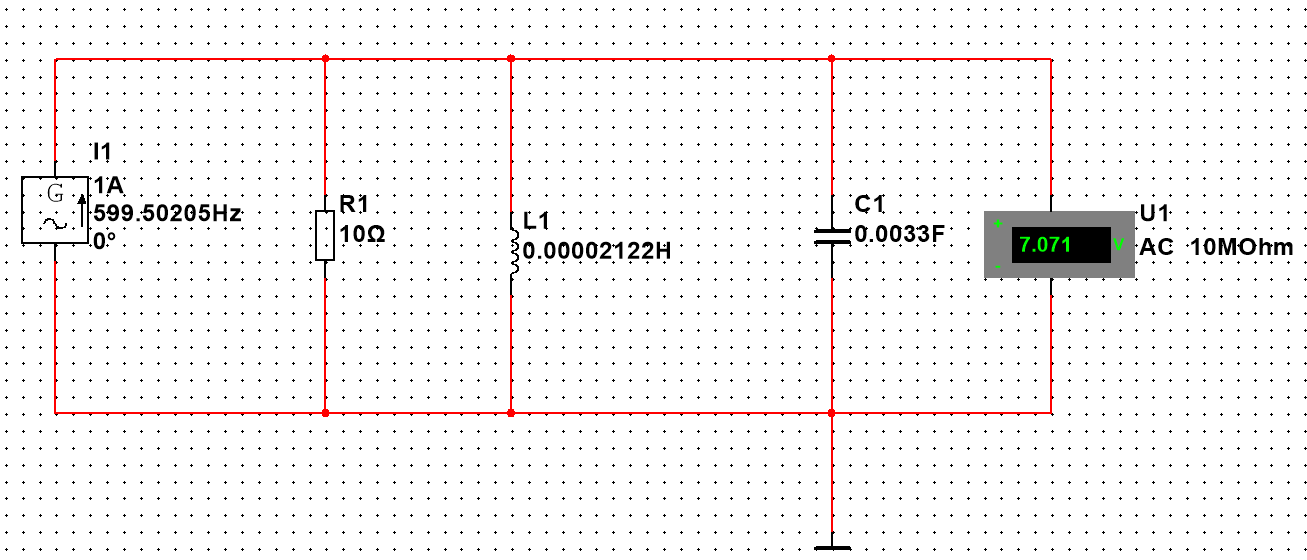 I1
1A
599.50205Hz
0°
G
R1
10Ω
L1
0.00002122H
C1
0.0033F
U1
AC 10MOhm
+
7.071 V
-